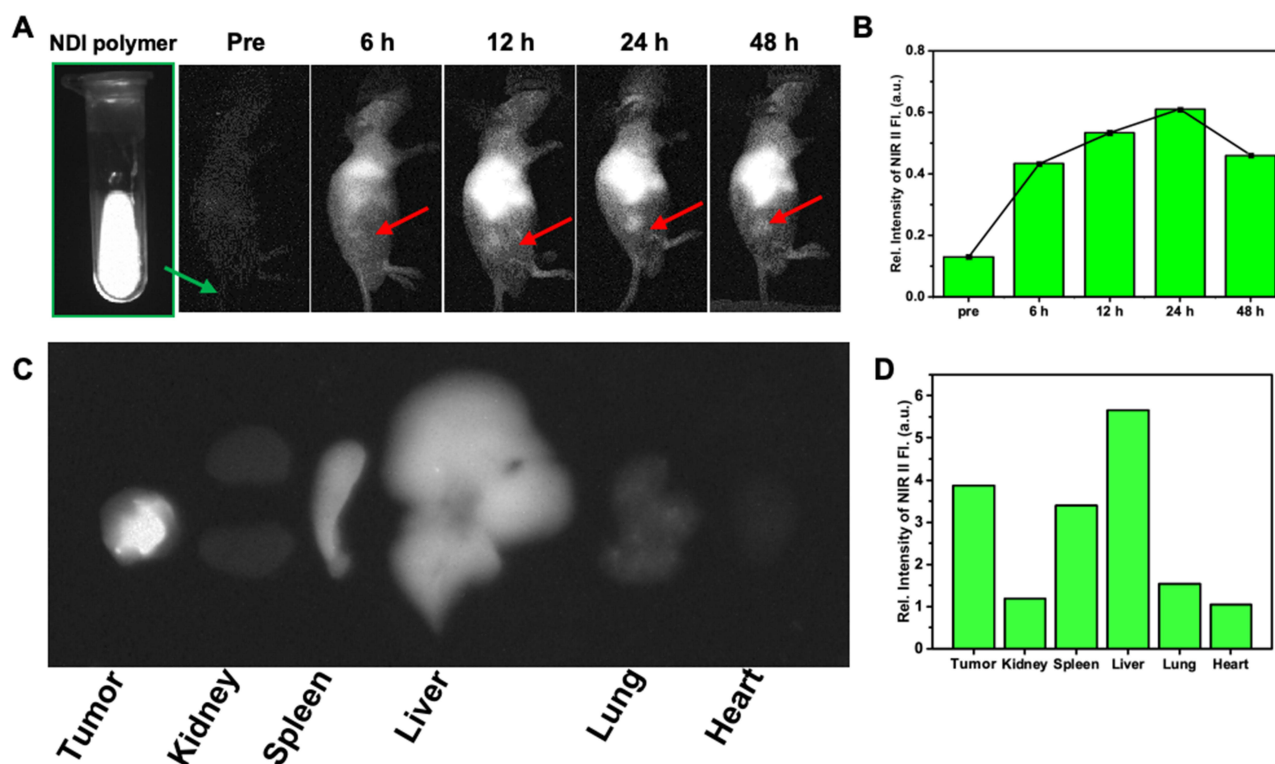 A
NDI polymer
Pre
6 h
12 h
24 h
48 h
B
Rel. Intensity of NIR II Fl. (a.u.)
0.8
0.6
0.4
0.2
0.0
pre
6 h
12 h
24 h
48 h
C
Tumor
Kidney
Spleen
Liver
Lung
Heart
D
Rel. Intensity of NIR II Fl. (a.u.)
6
5
4
3
2
1
0
Tumor
Kidney
Spleen
Liver
Lung
Heart